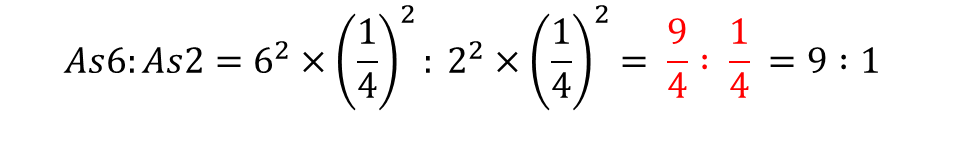 As6: As2 = 6² × (1/4)² : 2² × (1/4)² = 9/4 : 1/4 = 9 : 1